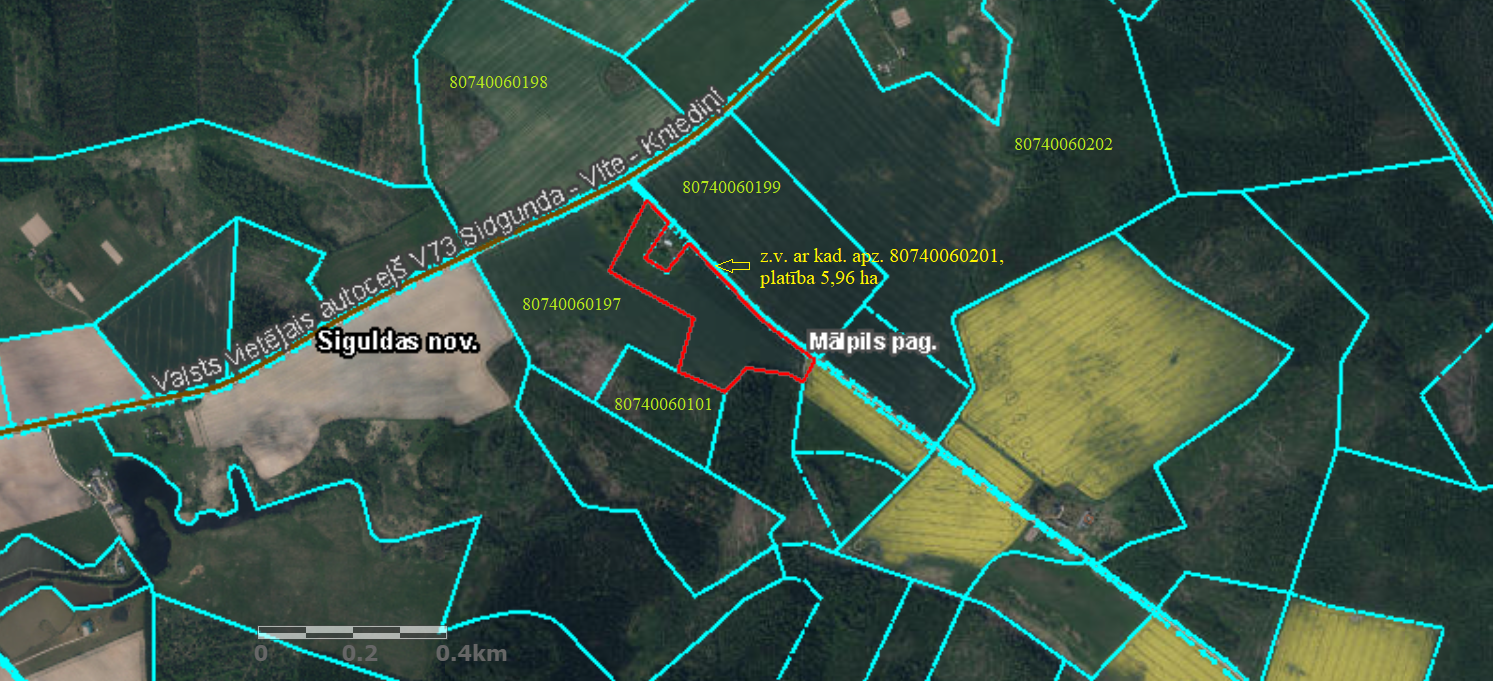 80740060198
80740060202
80740060199
Valsts vietējais autoceļš V73 Sidgunda - Vite - Kniediņi
z.v. ar kad. apz. 80740060201,
platība 5,96 ha
80740060197
Siguldas nov.
Mālpils pag.
80740060101
0 0.2 0.4km